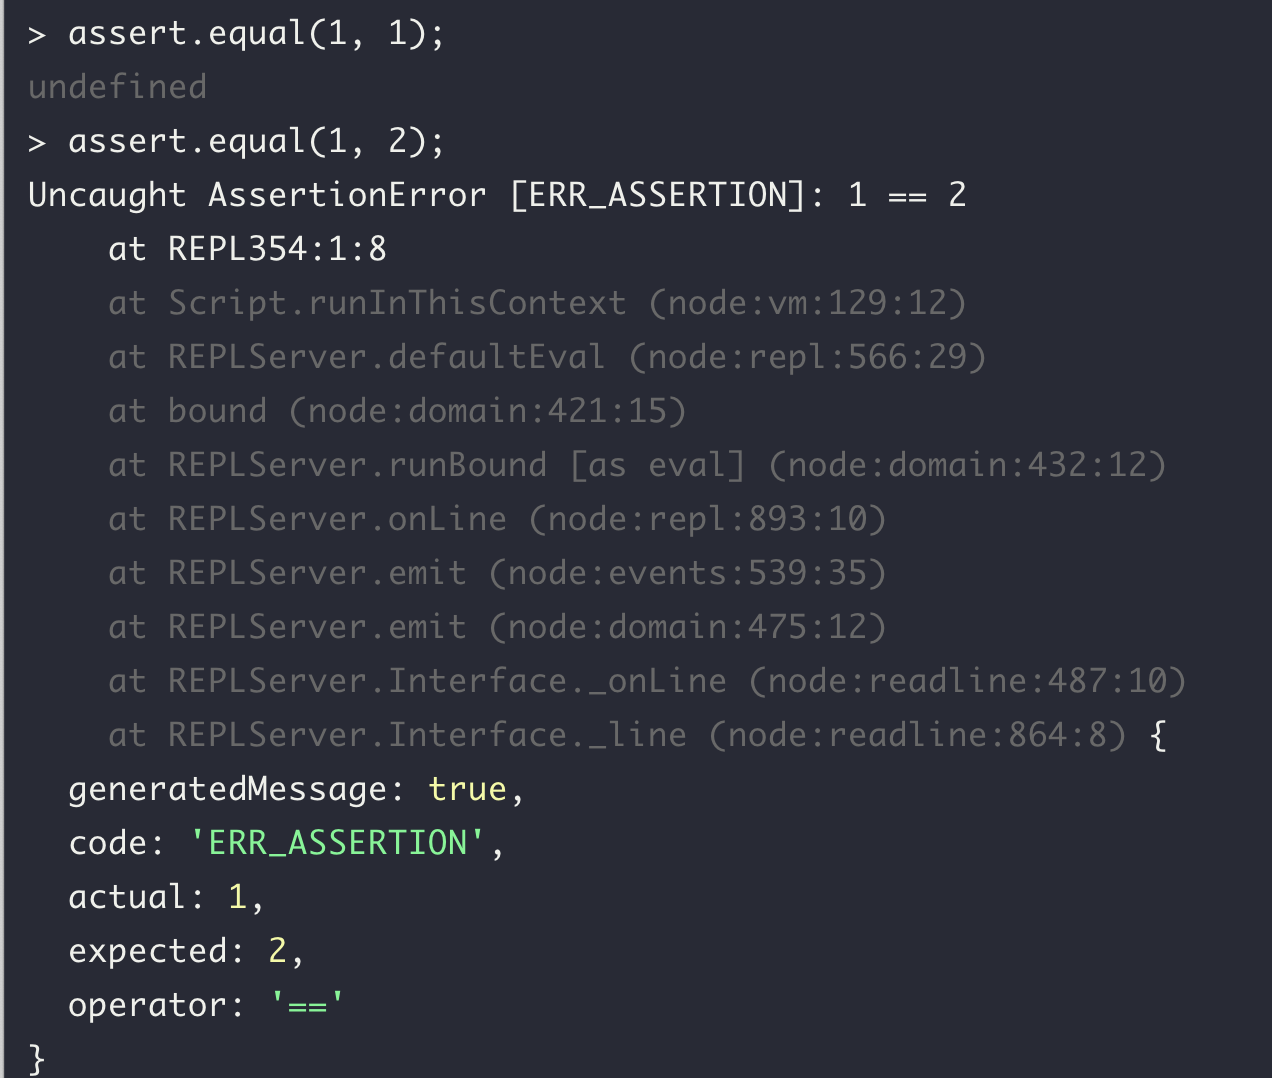 > assert.equal(1, 1);
undefined
> assert.equal(1, 2);
Uncaught AssertionError [ERR_ASSERTION]: 1 == 2
    at REPL354:1:8
    at Script.runInThisContext (node:vm:129:12)
    at REPLServer.defaultEval (node:repl:566:29)
    at bound (node:domain:421:15)
    at REPLServer.runBound [as eval] (node:domain:432:12)
    at REPLServer.onLine (node:repl:893:10)
    at REPLServer.emit (node:events:539:35)
    at REPLServer.emit (node:domain:475:12)
    at REPLServer.Interface._onLine (node:readline:487:10)
    at REPLServer.Interface._line (node:readline:864:8) {
  generatedMessage: true,
  code: 'ERR_ASSERTION',
  actual: 1,
  expected: 2,
  operator: '=='
}